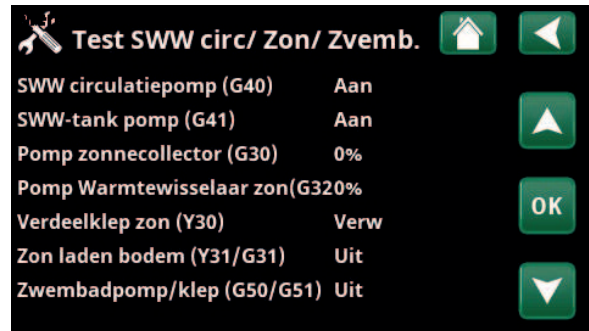 Test SWW circ/ Zon/ Zvemb.
SWW circulatiepomp (G40) Aan
SWW-tank pomp (G41) Aan
Pomp zonnecollector (G30) 0%
Pomp Warmtewisselaar zon(G320%
Verdeelklep zon (Y30) Verw
Zon laden bodem (Y31/G31) Uit
Zwembadpomp/klep (G50/G51) Uit
OK